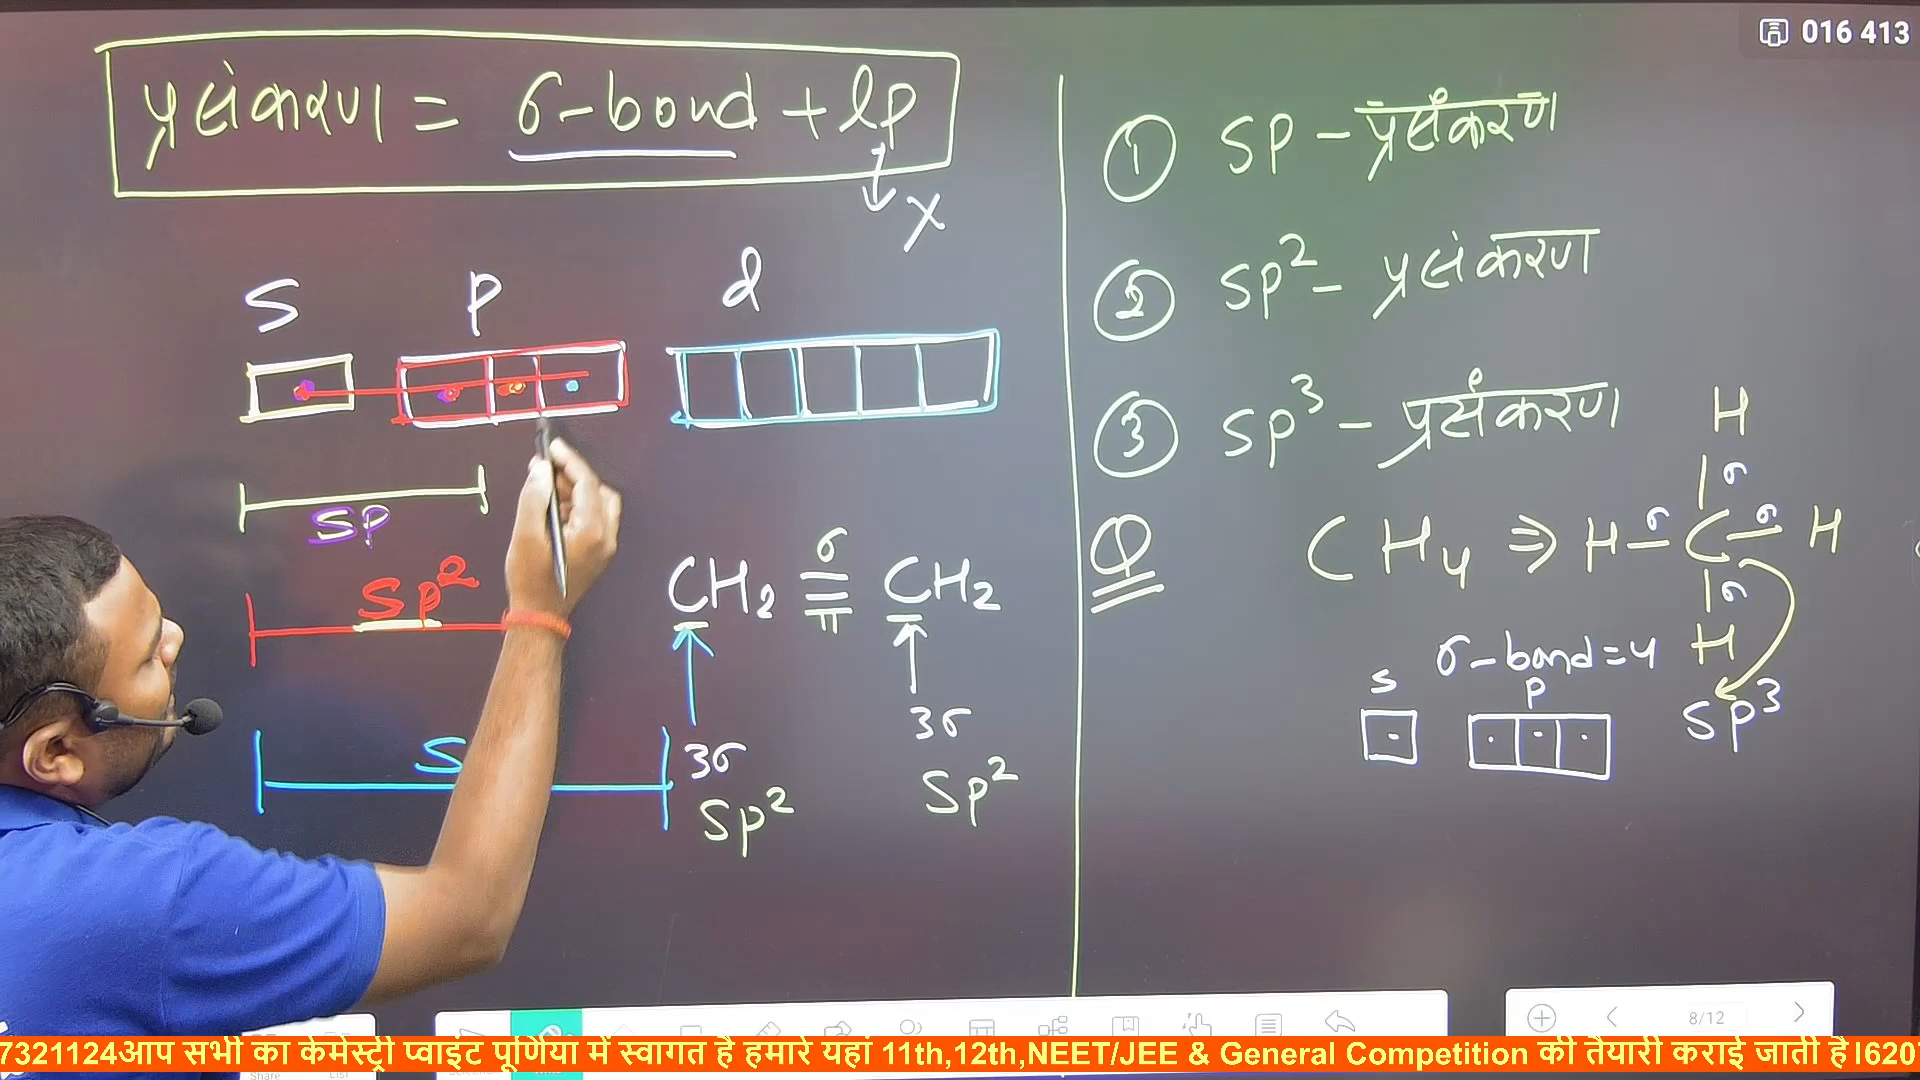 016 413
प्रसंकरण = σ-bond + lp
x
S P d
SP
Sp²
S
σ
CH₂ = CH₂
π
3σ 3σ
Sp² Sp²
① SP - प्रसंकरण
② SP² - प्रसंकरण
③ SP³ - प्रसंकरण
Q CH₄ ⇒ H - C - H
H
σ
σ σ
σ
H
σ-bond = 4
S P
SP³
8/12
Share List
7321124आप सभी का केमेस्ट्री प्वाइंट पूर्णिया में स्वागत है हमारे यहां 11th,12th,NEET/JEE & General Competition की तैयारी कराई जाती है।620